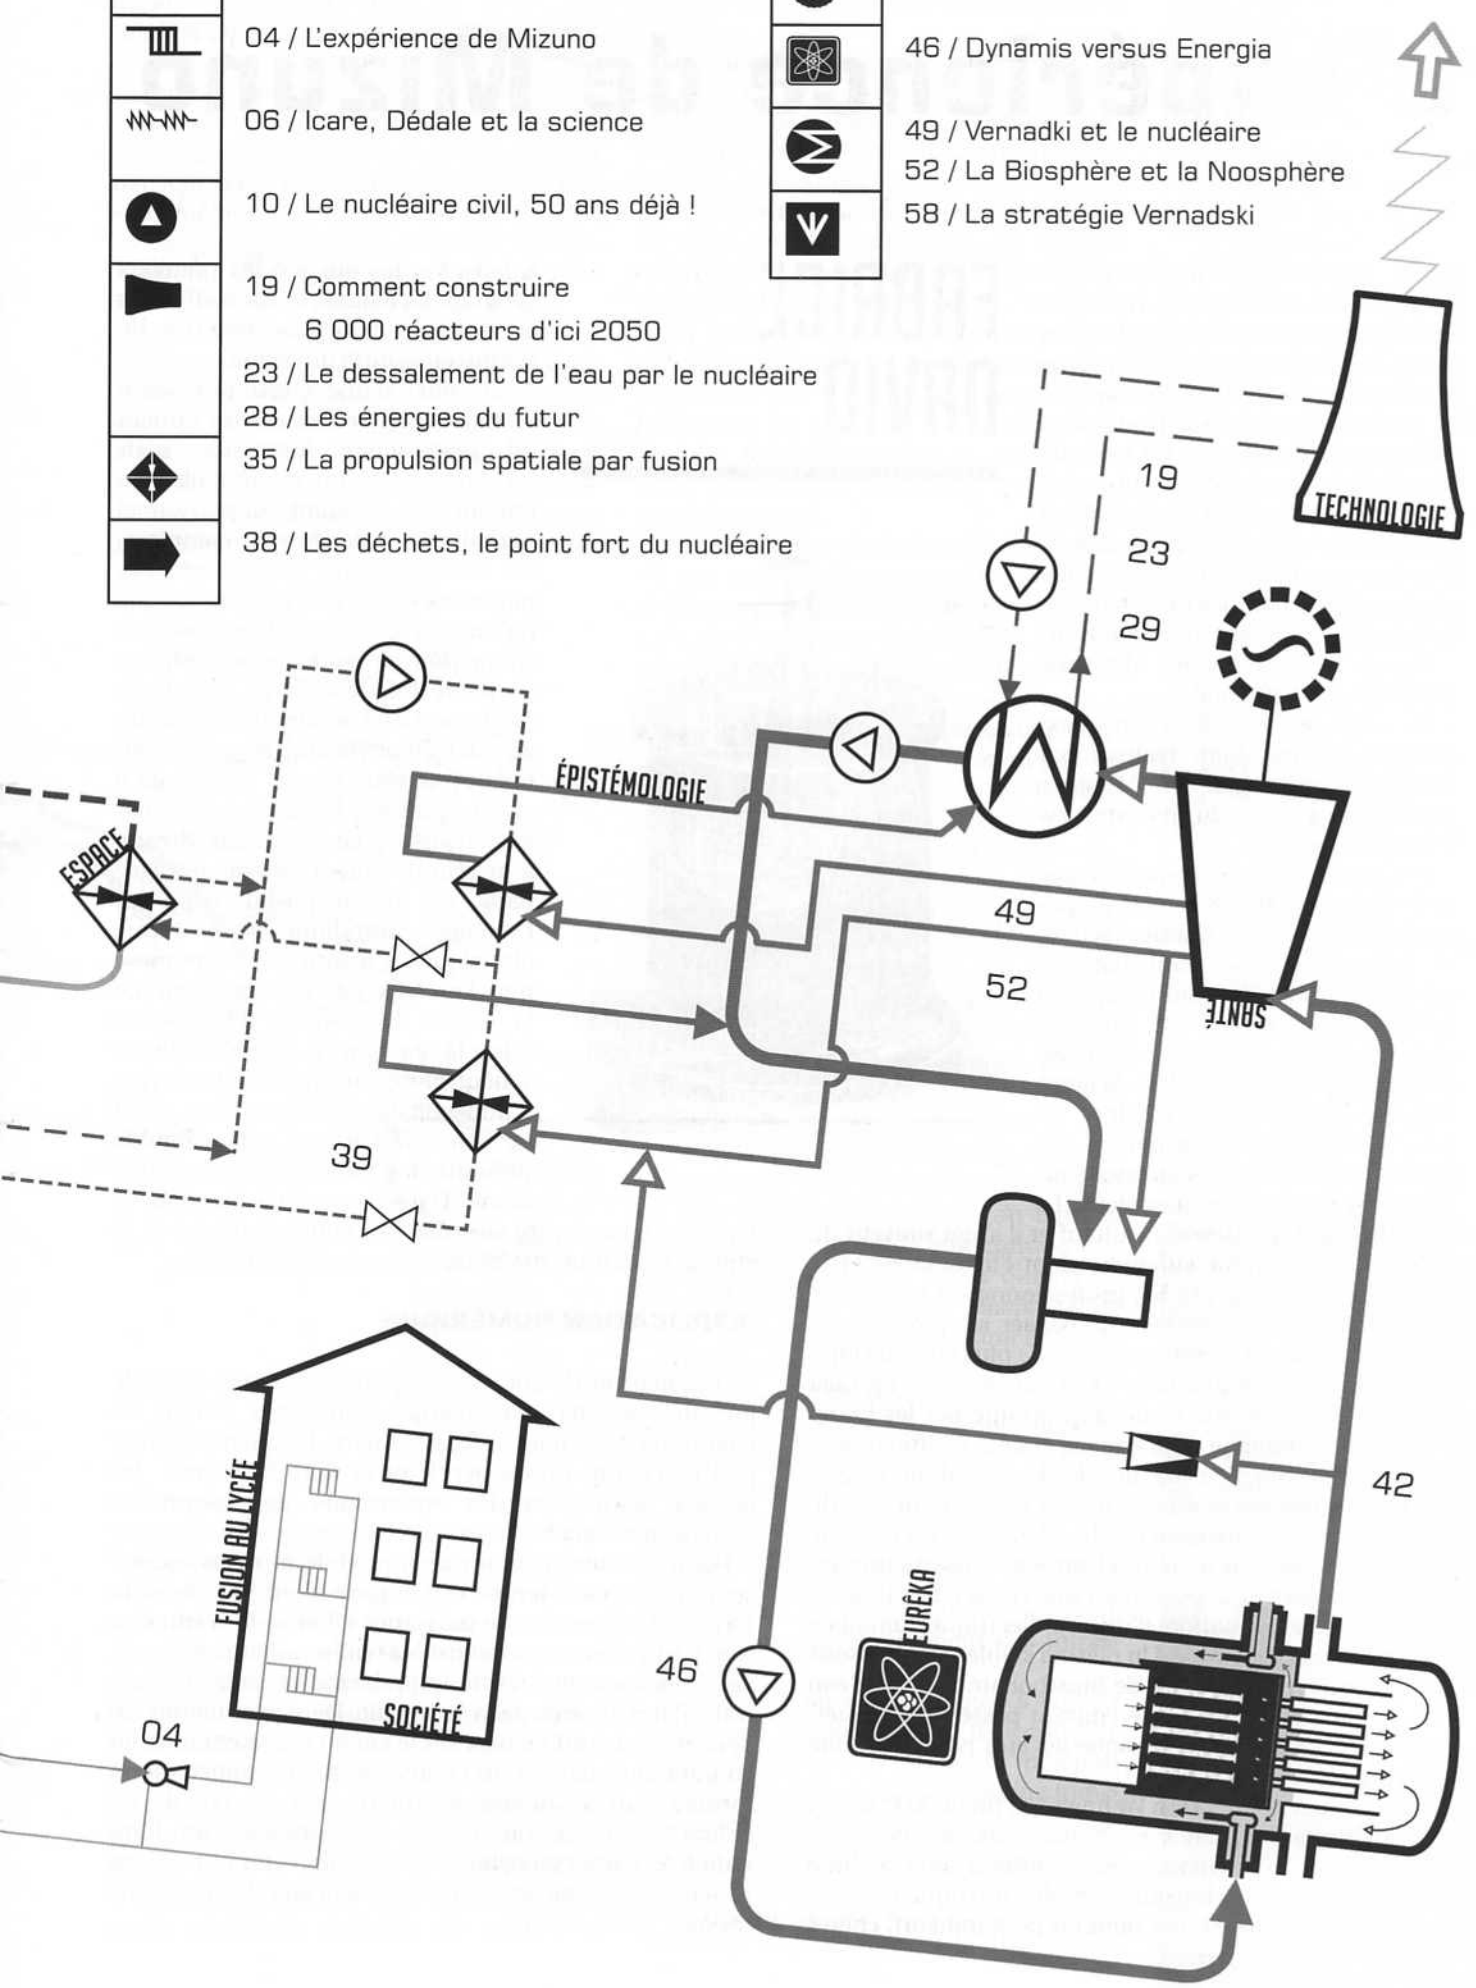 04 / L'expérience de Mizuno
06 / Icare, Dédale et la science
10 / Le nucléaire civil, 50 ans déjà !
19 / Comment construire
6 000 réacteurs d'ici 2050
23 / Le dessalement de l'eau par le nucléaire
28 / Les énergies du futur
35 / La propulsion spatiale par fusion
38 / Les déchets, le point fort du nucléaire
46 / Dynamis versus Energia
49 / Vernadki et le nucléaire
52 / La Biosphère et la Noosphère
58 / La stratégie Vernadski
TECHNOLOGIE
19
23
29
ÉPISTÉMOLOGIE
ESPACE
49
52
SANTÉ
39
42
FUSION AU LYCÉE
EURÊKA
46
SOCIÉTÉ
04